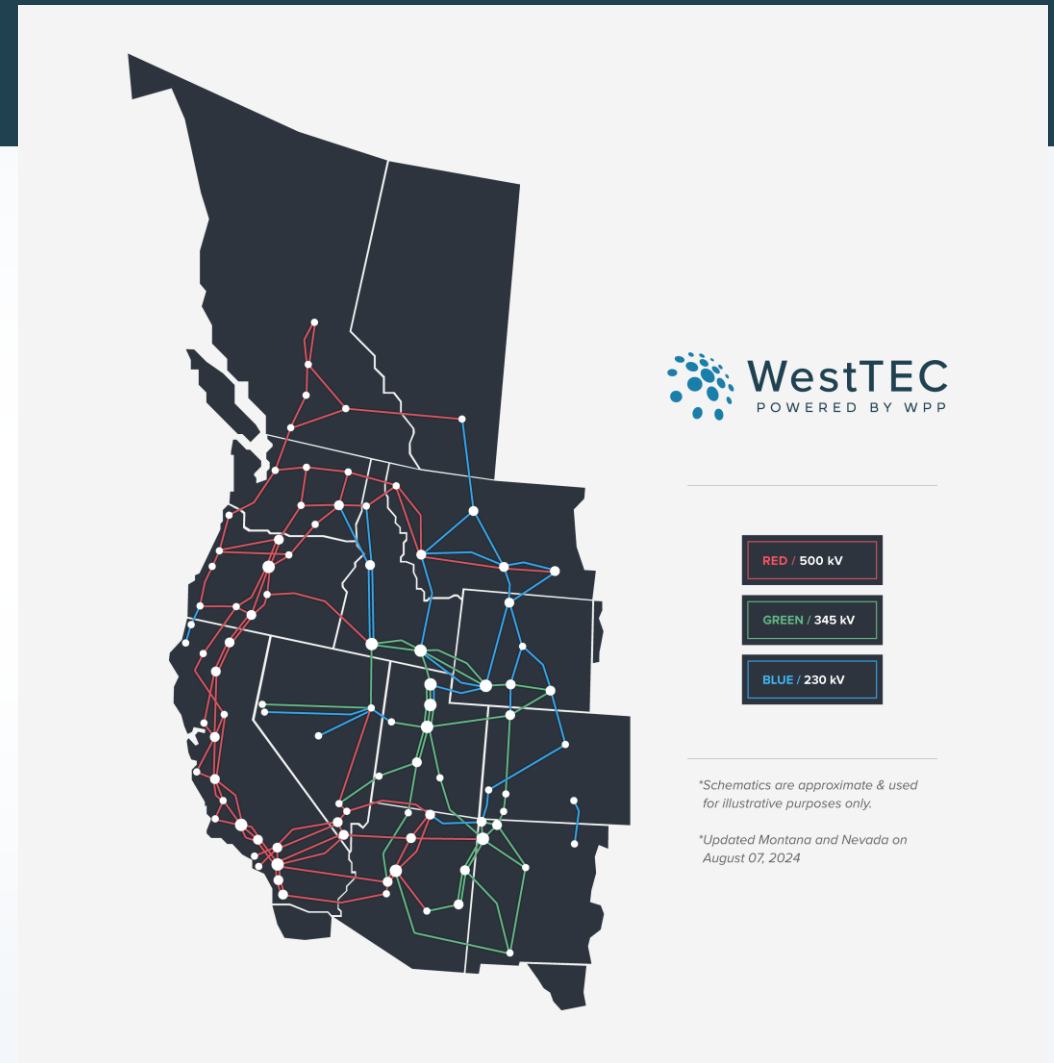 WestTEC
POWERED BY WPP
RED / 500 kV
GREEN / 345 kV
BLUE / 230 kV
*Schematics are approximate & used
for illustrative purposes only.
*Updated Montana and Nevada on
August 07, 2024